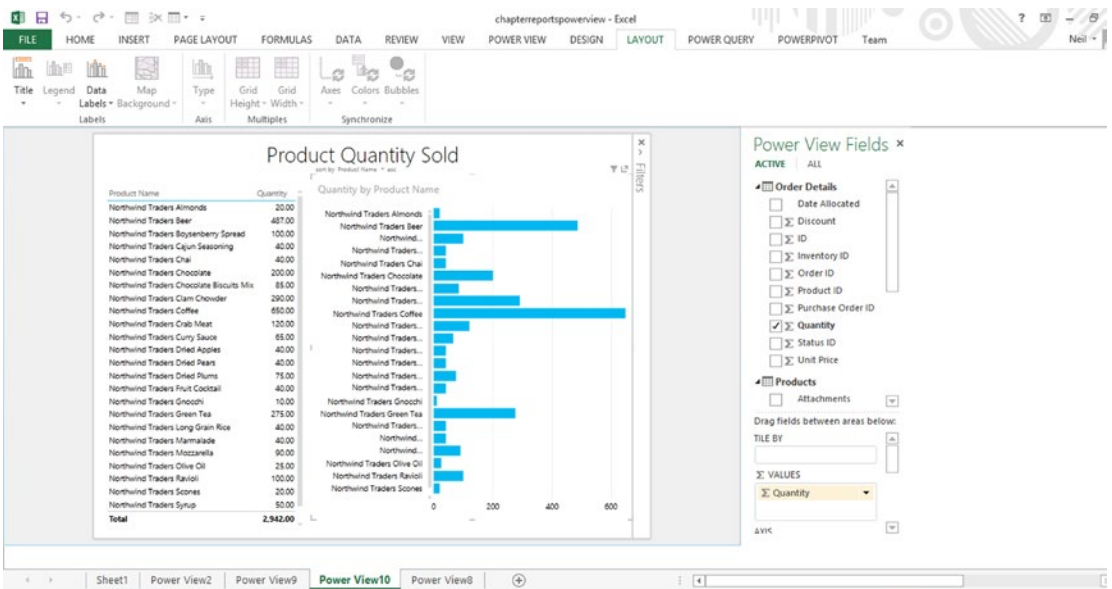 chapterreportspowerview - Excel
?
FILE HOME INSERT PAGE LAYOUT FORMULAS DATA REVIEW VIEW POWER VIEW DESIGN LAYOUT POWER QUERY POWERPIVOT Team Neil
Title Legend Data Labels Map Background Type Grid Height Grid Width Axes Colors Bubbles
Labels Axis Multiples Synchronize
Product Quantity Sold
sort by Product Name asc
Filters
Product Name Quantity
Northwind Traders Almonds 20.00
Northwind Traders Beer 487.00
Northwind Traders Boysenberry Spread 100.00
Northwind Traders Cajun Seasoning 40.00
Northwind Traders Chai 40.00
Northwind Traders Chocolate 200.00
Northwind Traders Chocolate Biscuits Mix 85.00
Northwind Traders Clam Chowder 290.00
Northwind Traders Coffee 650.00
Northwind Traders Crab Meat 120.00
Northwind Traders Curry Sauce 65.00
Northwind Traders Dried Apples 40.00
Northwind Traders Dried Pears 40.00
Northwind Traders Dried Plums 75.00
Northwind Traders Fruit Cocktail 40.00
Northwind Traders Gnocchi 10.00
Northwind Traders Green Tea 275.00
Northwind Traders Long Grain Rice 40.00
Northwind Traders Marmalade 40.00
Northwind Traders Mozzarella 90.00
Northwind Traders Olive Oil 25.00
Northwind Traders Ravioli 100.00
Northwind Traders Scones 20.00
Northwind Traders Syrup 50.00
Total 2,942.00
Quantity by Product Name
Northwind Traders Almonds
Northwind Traders Beer
Northwind...
Northwind Traders...
Northwind Traders Chai
Northwind Traders Chocolate
Northwind Traders...
Northwind Traders...
Northwind Traders Coffee
Northwind Traders...
Northwind Traders...
Northwind Traders...
Northwind Traders...
Northwind Traders...
Northwind Traders...
Northwind Traders Gnocchi
Northwind Traders Green Tea
Northwind Traders...
Northwind...
Northwind...
Northwind Traders Olive Oil
Northwind Traders Ravioli
Northwind Traders Scones
0 200 400 600
Power View Fields
ACTIVE ALL
Order Details
Date Allocated
Σ Discount
Σ ID
Σ Inventory ID
Σ Order ID
Σ Product ID
Σ Purchase Order ID
Σ Quantity
Σ Status ID
Σ Unit Price
Products
Attachments
Drag fields between areas below:
TILE BY
Σ VALUES
Σ Quantity
AXIS
Sheet1 Power View2 Power View9 Power View10 Power View8